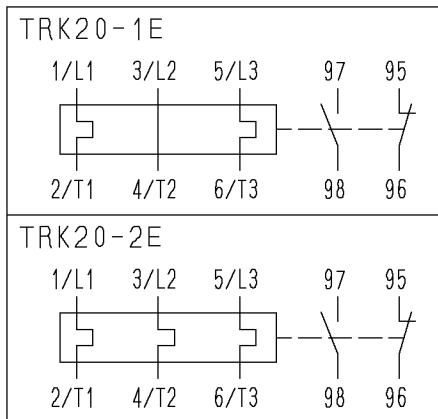 TRK20-1E
1/L1 3/L2 5/L3 97 95
2/T1 4/T2 6/T3 98 96
TRK20-2E
1/L1 3/L2 5/L3 97 95
2/T1 4/T2 6/T3 98 96